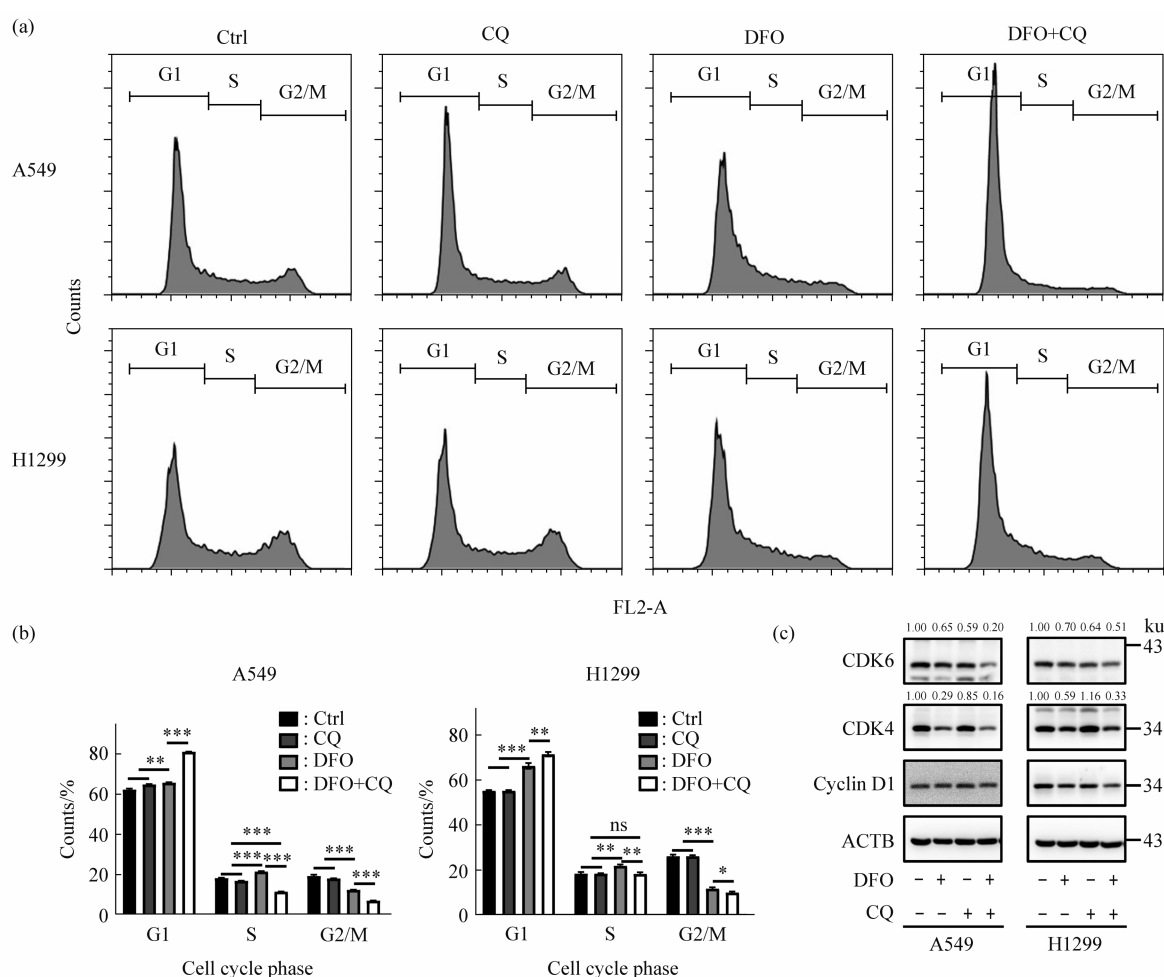 (a)
Ctrl CQ DFO DFO+CQ
G1 S G2/M G1 S G2/M G1 S G2/M G1 S G2/M
A549
Counts
G1 S G2/M G1 S G2/M G1 S G2/M G1 S G2/M
H1299
FL2-A
(b)
A549
: Ctrl
: CQ
: DFO
: DFO+CQ
Counts/%
80
60
40
20
0
** ***
*** *** ***
*** ***
G1 S G2/M
Cell cycle phase
H1299
: Ctrl
: CQ
: DFO
: DFO+CQ
Counts/%
80
60
40
20
0
*** **
ns ** **
*** *
G1 S G2/M
Cell cycle phase
(c)
1.00 0.65 0.59 0.20 1.00 0.70 0.64 0.51 ku
CDK6 43
1.00 0.29 0.85 0.16 1.00 0.59 1.16 0.33
CDK4 34
Cyclin D1 34
ACTB 43
DFO − + − + − + − +
CQ − − + + − − + +
A549 H1299